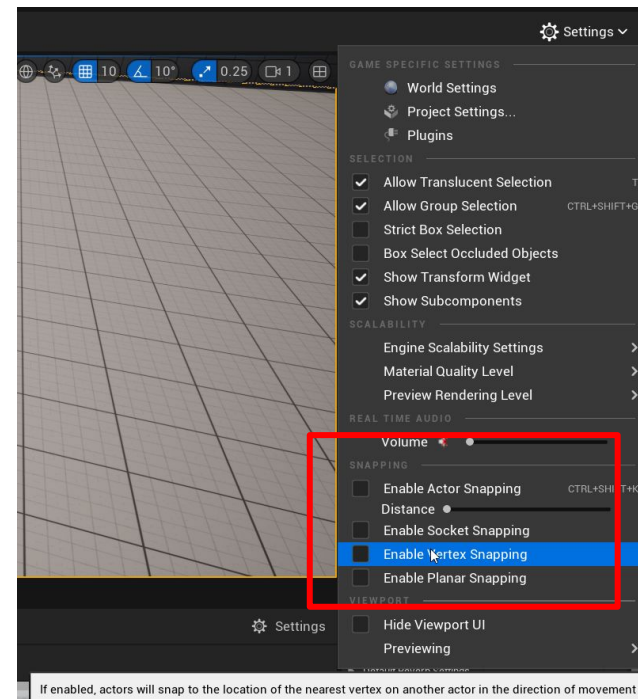 Settings
10 10° 0.25 1
GAME SPECIFIC SETTINGS
World Settings
Project Settings...
Plugins
SELECTION
Allow Translucent Selection T
Allow Group Selection CTRL+SHIFT+G
Strict Box Selection
Box Select Occluded Objects
Show Transform Widget
Show Subcomponents
SCALABILITY
Engine Scalability Settings
Material Quality Level
Preview Rendering Level
REAL TIME AUDIO
Volume
SNAPPING
Enable Actor Snapping CTRL+SHIFT+K
Distance
Enable Socket Snapping
Enable Vertex Snapping
Enable Planar Snapping
VIEWPORT
Settings
Hide Viewport UI
Previewing
If enabled, actors will snap to the location of the nearest vertex on another actor in the direction of movement